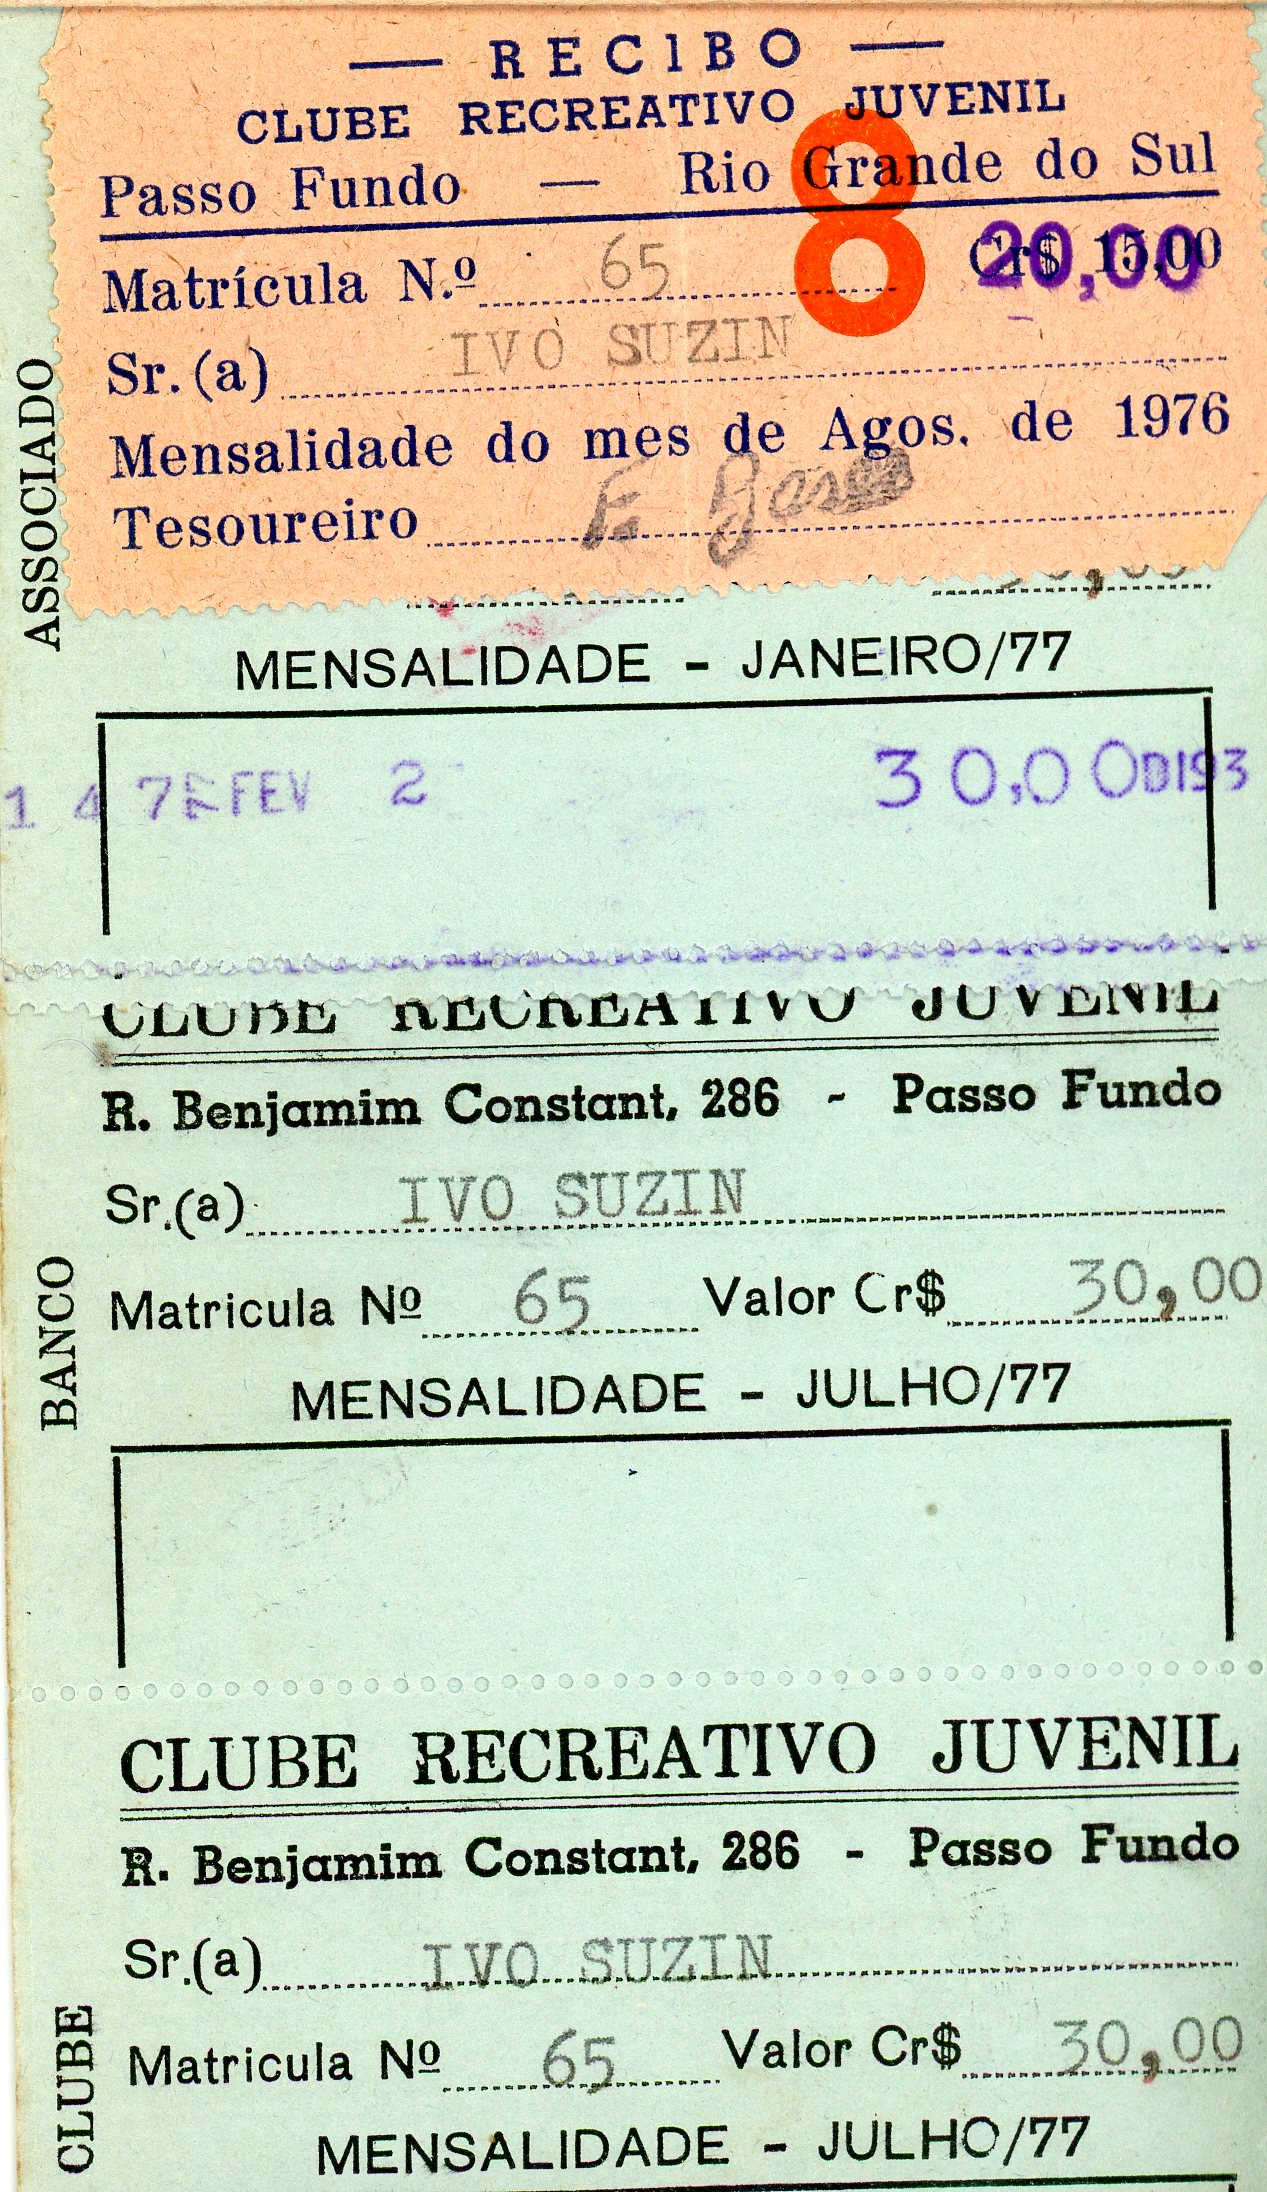 — RECIBO —
CLUBE RECREATIVO JUVENIL
Passo Fundo — Rio Grande do Sul
8
Matrícula N.º 65 Cr$ 15,00 20,00
Sr.(a) IVO SUZIN
Mensalidade do mes de Agos. de 1976
Tesoureiro
ASSOCIADO
MENSALIDADE - JANEIRO/77
FEV 2 30,00
CLUBE RECREATIVO JUVENIL
R. Benjamim Constant, 286 - Passo Fundo
Sr.(a) IVO SUZIN
Matricula Nº 65 Valor Cr$ 30,00
BANCO
MENSALIDADE - JULHO/77
CLUBE RECREATIVO JUVENIL
R. Benjamim Constant, 286 - Passo Fundo
Sr.(a) IVO SUZIN
Matricula Nº 65 Valor Cr$ 30,00
CLUBE
MENSALIDADE - JULHO/77